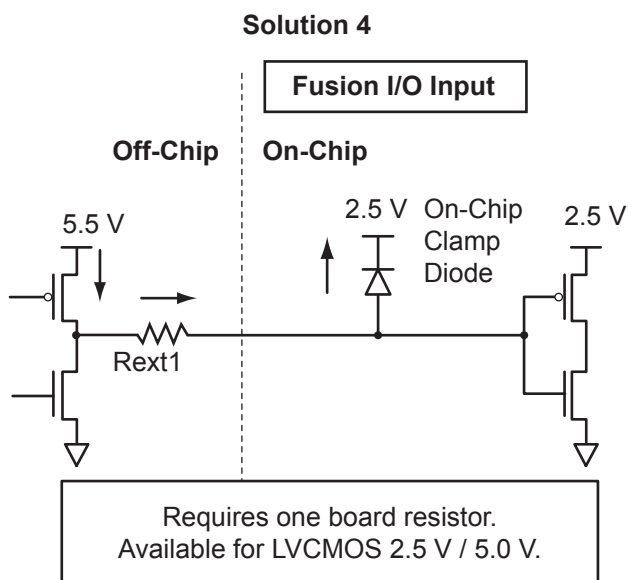 Solution 4
Fusion I/O Input
Off-Chip
On-Chip
5.5 V
2.5 V
On-Chip
Clamp
Diode
2.5 V
Rext1
Requires one board resistor.
Available for LVCMOS 2.5 V / 5.0 V.